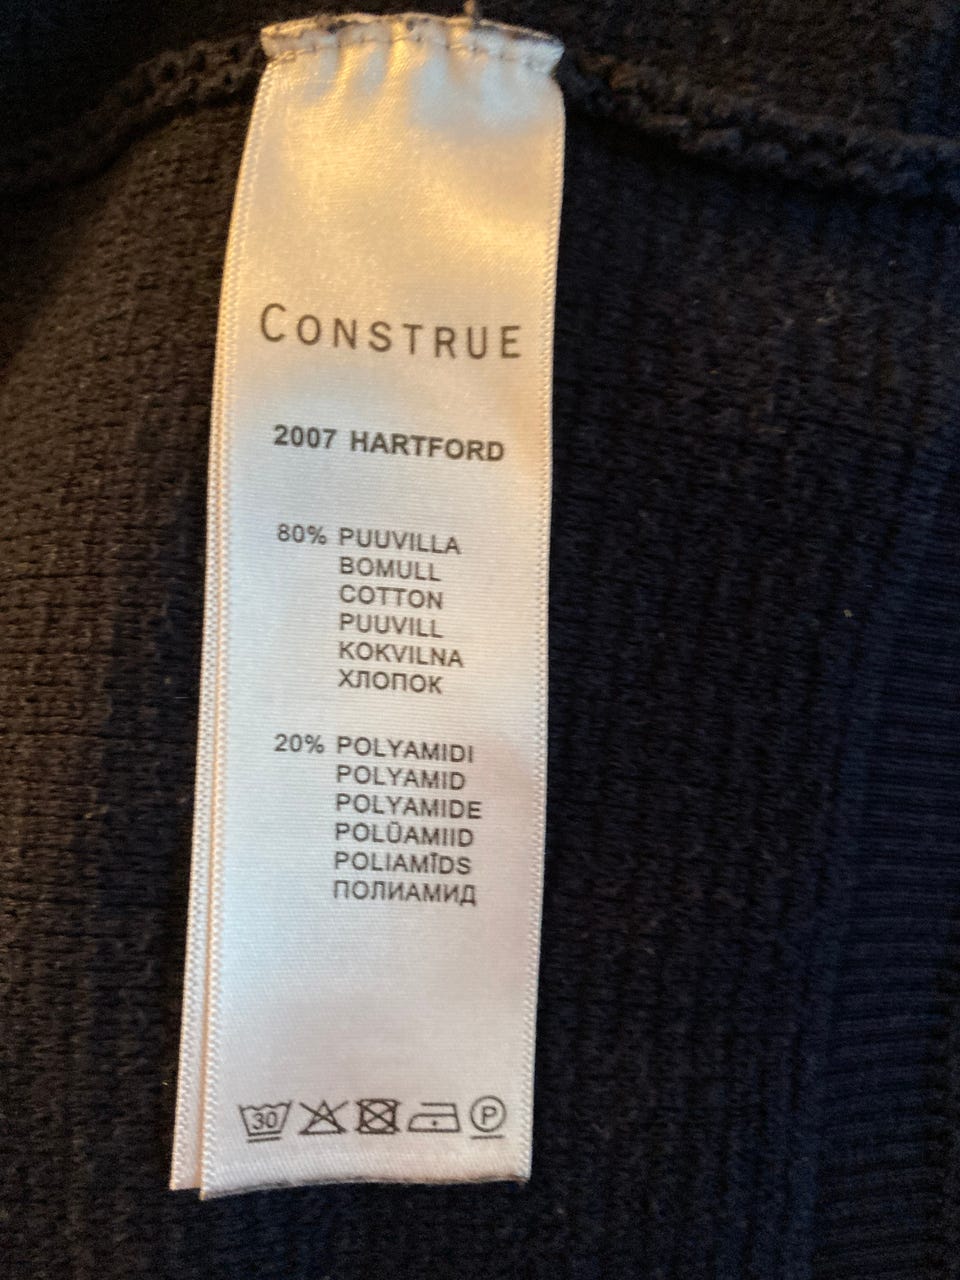 CONSTRUE
2007 HARTFORD
80% PUUVILLA
BOMULL
COTTON
PUUVILL
KOKVILNA
ХЛОПОК
20% POLYAMIDI
POLYAMID
POLYAMIDE
POLÜAMIID
POLIAMĪDS
ПОЛИАМИД
30 P